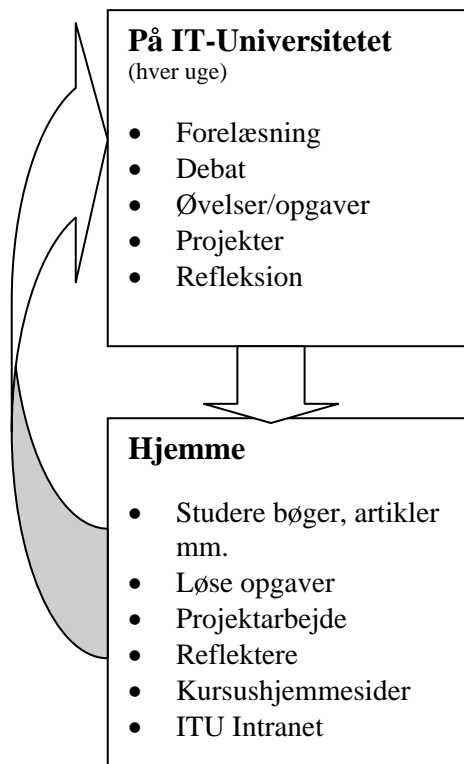 På IT-Universitetet
(hver uge)
• Forelæsning
• Debat
• Øvelser/opgaver
• Projekter
• Refleksion
Hjemme
• Studere bøger, artikler
mm.
• Løse opgaver
• Projektarbejde
• Reflektere
• Kursushjemmesider
• ITU Intranet